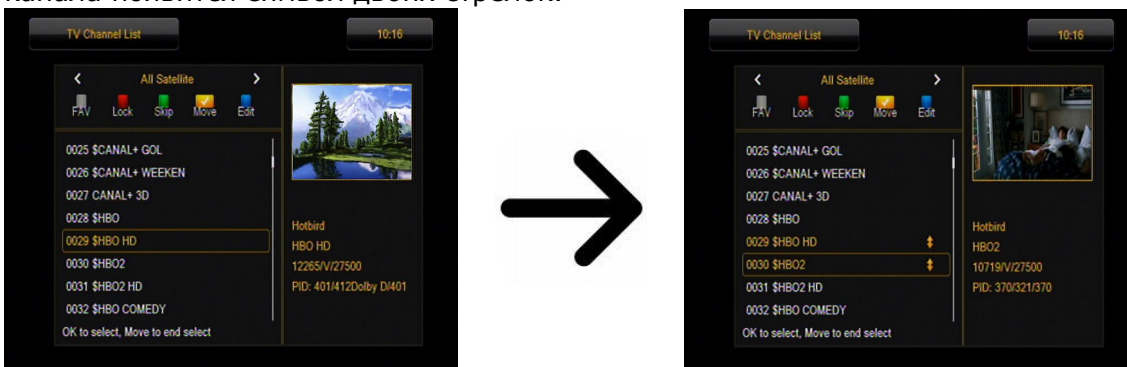 канала появится символ двоих стрелок.
TV Channel List
10:16
< All Satellite >
FAV Lock Skip Move Edit
0025 $CANAL+ GOL
0026 $CANAL+ WEEKEN
0027 CANAL+ 3D
0028 $HBO
0029 $HBO HD
0030 $HBO2
0031 $HBO2 HD
0032 $HBO COMEDY
OK to select, Move to end select
Hotbird
HBO HD
12265/V/27500
PID: 401/412Dolby D/401
TV Channel List
10:16
< All Satellite >
FAV Lock Skip Move Edit
0025 $CANAL+ GOL
0026 $CANAL+ WEEKEN
0027 CANAL+ 3D
0028 $HBO
0029 $HBO HD
0030 $HBO2
0031 $HBO2 HD
0032 $HBO COMEDY
OK to select, Move to end select
Hotbird
HBO2
10719/V/27500
PID: 370/321/370